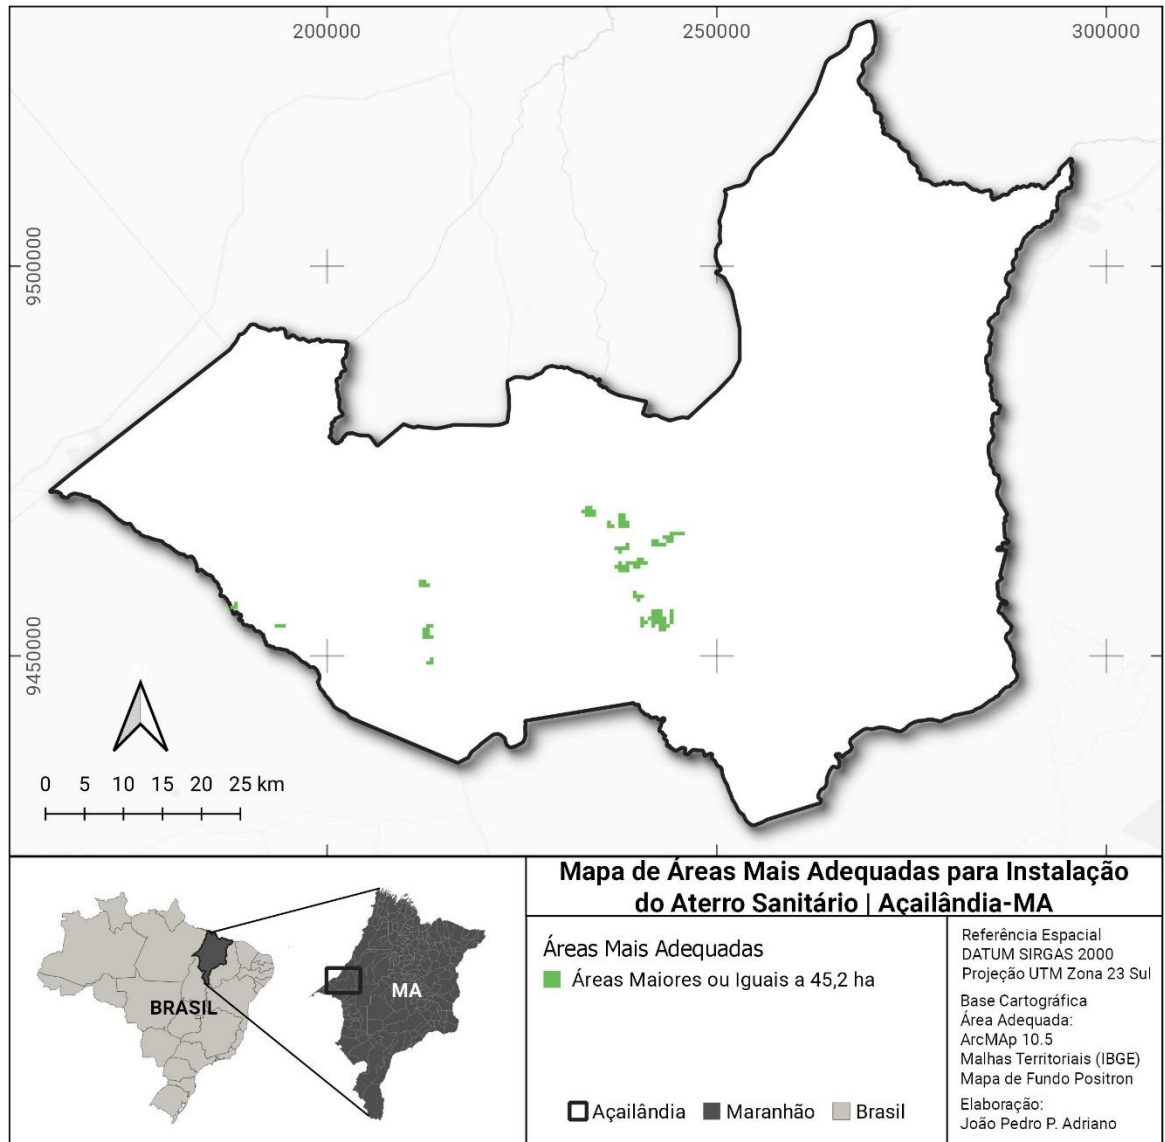 200000
250000
300000
9500000
9450000
0 5 10 15 20 25 km
BRASIL
MA
Mapa de Áreas Mais Adequadas para Instalação
do Aterro Sanitário | Açailândia-MA
Áreas Mais Adequadas
Áreas Maiores ou Iguais a 45,2 ha
Açailândia
Maranhão
Brasil
Referência Espacial
DATUM SIRGAS 2000
Projeção UTM Zona 23 Sul
Base Cartográfica
Área Adequada:
ArcMAp 10.5
Malhas Territoriais (IBGE)
Mapa de Fundo Positron
Elaboração:
João Pedro P. Adriano